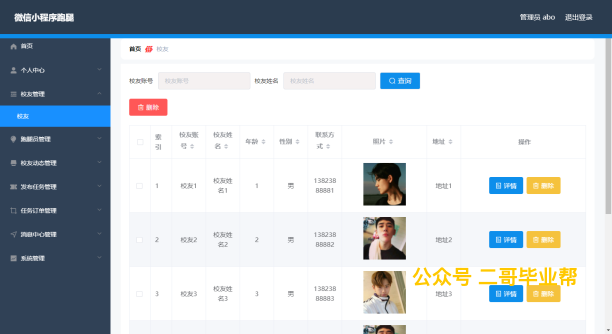 微信小程序跑腿
管理员 abo 退出登录
首页
个人中心
校友管理
校友
跑腿员管理
校友动态管理
发布任务管理
任务订单管理
消息中心管理
系统管理
首页 校友
校友账号 校友账号 校友姓名 校友姓名 查询
删除
索引 校友账号 校友姓名 年龄 性别 联系方式 照片 地址 操作
1 校友1 校友姓名1 1 男 13823888881 地址1 详情 删除
2 校友2 校友姓名2 2 男 13823888882 地址2 详情 删除
3 校友3 校友姓名3 3 男 13823888883 地址3 详情 删除
公众号 二哥毕业帮